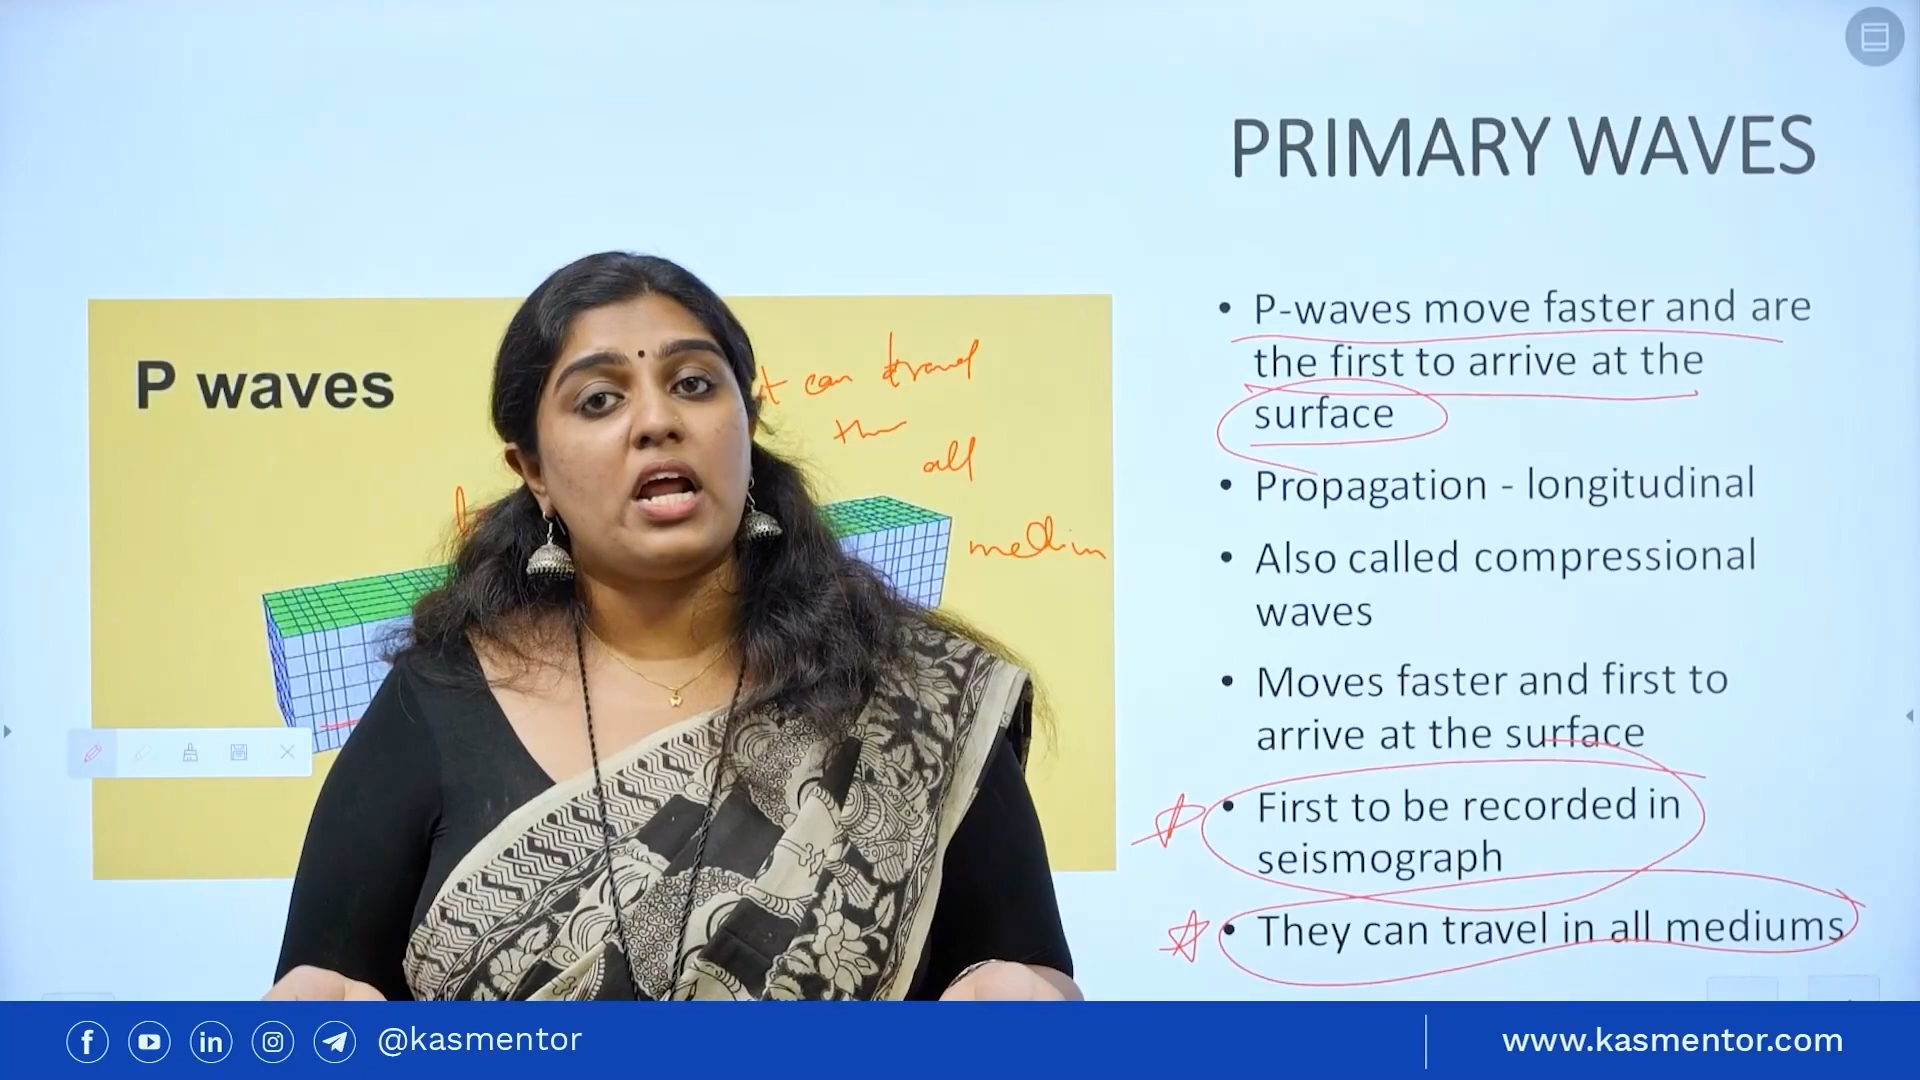 PRIMARY WAVES
P waves
t can travel
thr
all
• P-waves move faster and are
the first to arrive at the
surface
• Propagation - longitudinal
• Also called compressional
waves
• Moves faster and first to
arrive at the surface
• First to be recorded in
seismograph
• They can travel in all mediums
@kasmentor
www.kasmentor.com